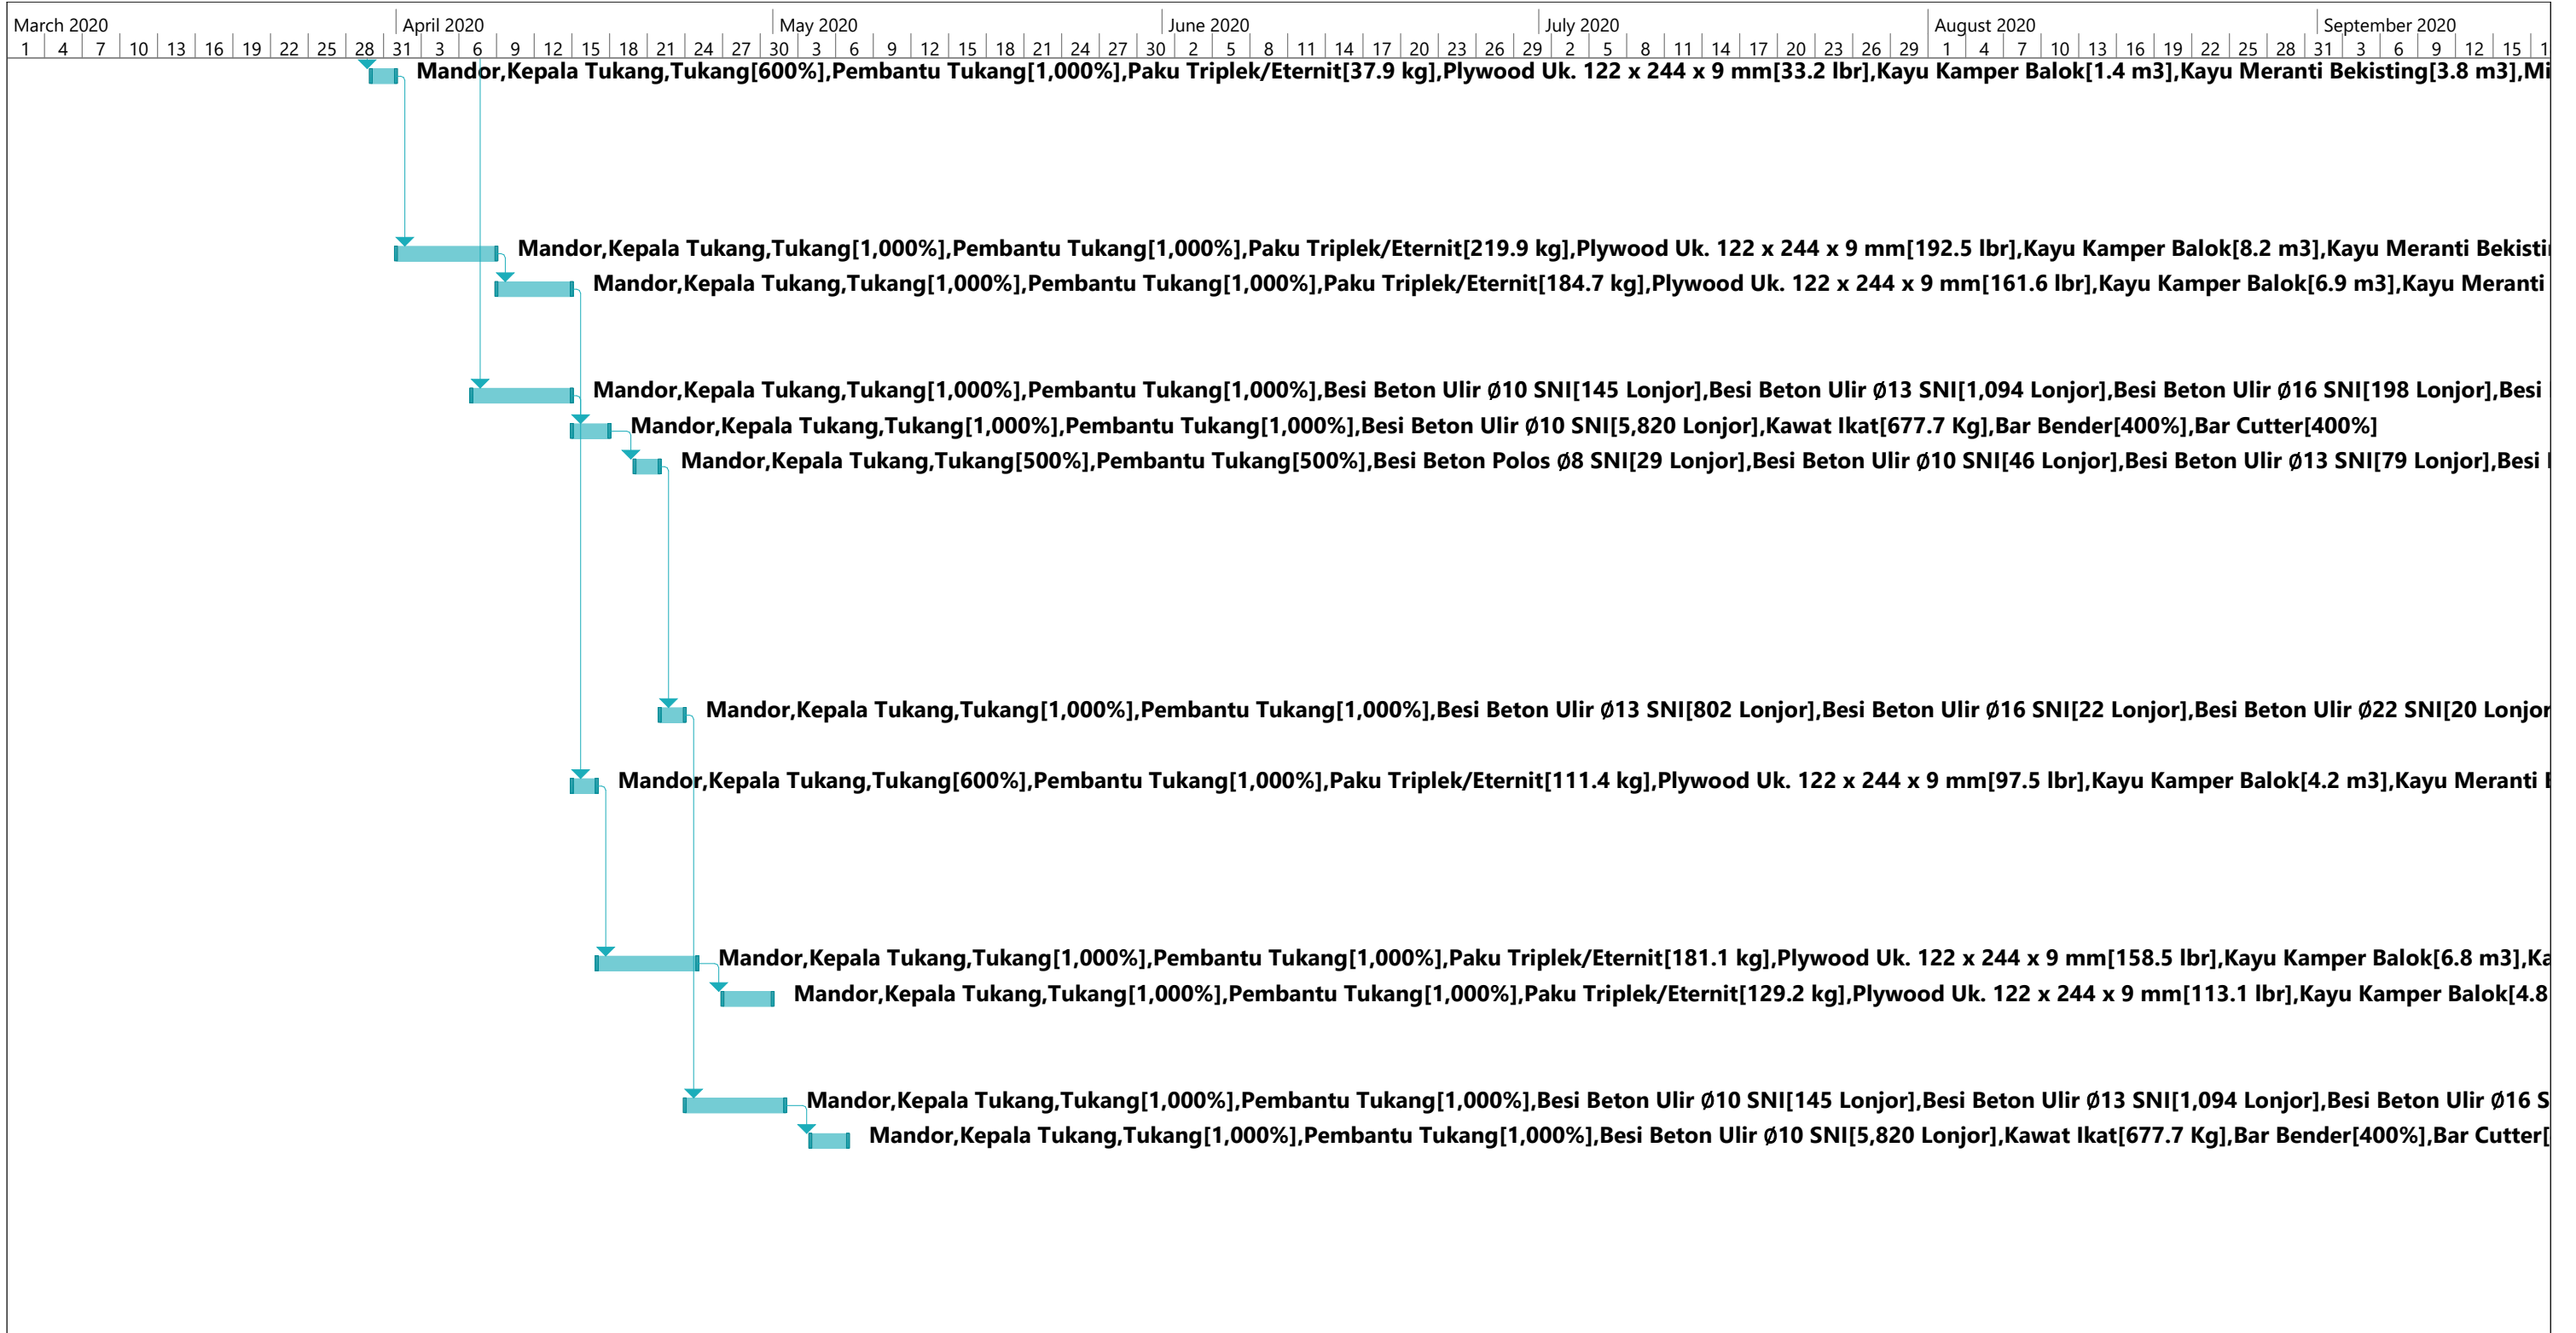 March 2020 April 2020 May 2020 June 2020 July 2020 August 2020 September 2020
1 4 7 10 13 16 19 22 25 28 31 3 6 9 12 15 18 21 24 27 30 3 6 9 12 15 18 21 24 27 30 2 5 8 11 14 17 20 23 26 29 2 5 8 11 14 17 20 23 26 29 1 4 7 10 13 16 19 22 25 28 31 3 6 9 12 15 1
Mandor,Kepala Tukang,Tukang[600%],Pembantu Tukang[1,000%],Paku Triplek/Eternit[37.9 kg],Plywood Uk. 122 x 244 x 9 mm[33.2 lbr],Kayu Kamper Balok[1.4 m3],Kayu Meranti Bekisting[3.8 m3],Mi
Mandor,Kepala Tukang,Tukang[1,000%],Pembantu Tukang[1,000%],Paku Triplek/Eternit[219.9 kg],Plywood Uk. 122 x 244 x 9 mm[192.5 lbr],Kayu Kamper Balok[8.2 m3],Kayu Meranti Bekisti
Mandor,Kepala Tukang,Tukang[1,000%],Pembantu Tukang[1,000%],Paku Triplek/Eternit[184.7 kg],Plywood Uk. 122 x 244 x 9 mm[161.6 lbr],Kayu Kamper Balok[6.9 m3],Kayu Meranti
Mandor,Kepala Tukang,Tukang[1,000%],Pembantu Tukang[1,000%],Besi Beton Ulir Ø10 SNI[145 Lonjor],Besi Beton Ulir Ø13 SNI[1,094 Lonjor],Besi Beton Ulir Ø16 SNI[198 Lonjor],Besi
Mandor,Kepala Tukang,Tukang[1,000%],Pembantu Tukang[1,000%],Besi Beton Ulir Ø10 SNI[5,820 Lonjor],Kawat Ikat[677.7 Kg],Bar Bender[400%],Bar Cutter[400%]
Mandor,Kepala Tukang,Tukang[500%],Pembantu Tukang[500%],Besi Beton Polos Ø8 SNI[29 Lonjor],Besi Beton Ulir Ø10 SNI[46 Lonjor],Besi Beton Ulir Ø13 SNI[79 Lonjor],Besi
Mandor,Kepala Tukang,Tukang[1,000%],Pembantu Tukang[1,000%],Besi Beton Ulir Ø13 SNI[802 Lonjor],Besi Beton Ulir Ø16 SNI[22 Lonjor],Besi Beton Ulir Ø22 SNI[20 Lonjor
Mandor,Kepala Tukang,Tukang[600%],Pembantu Tukang[1,000%],Paku Triplek/Eternit[111.4 kg],Plywood Uk. 122 x 244 x 9 mm[97.5 lbr],Kayu Kamper Balok[4.2 m3],Kayu Meranti
Mandor,Kepala Tukang,Tukang[1,000%],Pembantu Tukang[1,000%],Paku Triplek/Eternit[181.1 kg],Plywood Uk. 122 x 244 x 9 mm[158.5 lbr],Kayu Kamper Balok[6.8 m3],Ka
Mandor,Kepala Tukang,Tukang[1,000%],Pembantu Tukang[1,000%],Paku Triplek/Eternit[129.2 kg],Plywood Uk. 122 x 244 x 9 mm[113.1 lbr],Kayu Kamper Balok[4.8
Mandor,Kepala Tukang,Tukang[1,000%],Pembantu Tukang[1,000%],Besi Beton Ulir Ø10 SNI[145 Lonjor],Besi Beton Ulir Ø13 SNI[1,094 Lonjor],Besi Beton Ulir Ø16 S
Mandor,Kepala Tukang,Tukang[1,000%],Pembantu Tukang[1,000%],Besi Beton Ulir Ø10 SNI[5,820 Lonjor],Kawat Ikat[677.7 Kg],Bar Bender[400%],Bar Cutter[